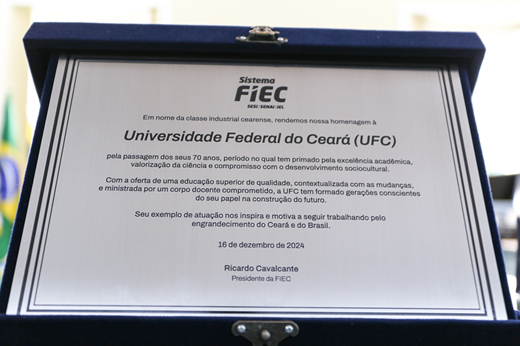 Sistema
FIEC
SESI / SENAI / IEL
Em nome da classe industrial cearense, rendemos nossa homenagem à
Universidade Federal do Ceará (UFC)
pela passagem dos seus 70 anos, período no qual tem primado pela excelência acadêmica,
valorização da ciência e compromisso com o desenvolvimento sociocultural.
Com a oferta de uma educação superior de qualidade, contextualizada com as mudanças,
e ministrada por um corpo docente comprometido, a UFC tem formado gerações conscientes
do seu papel na construção do futuro.
Seu exemplo de atuação nos inspira e motiva a seguir trabalhando pelo
engrandecimento do Ceará e do Brasil.
16 de dezembro de 2024
Ricardo Cavalcante
Presidente da FIEC